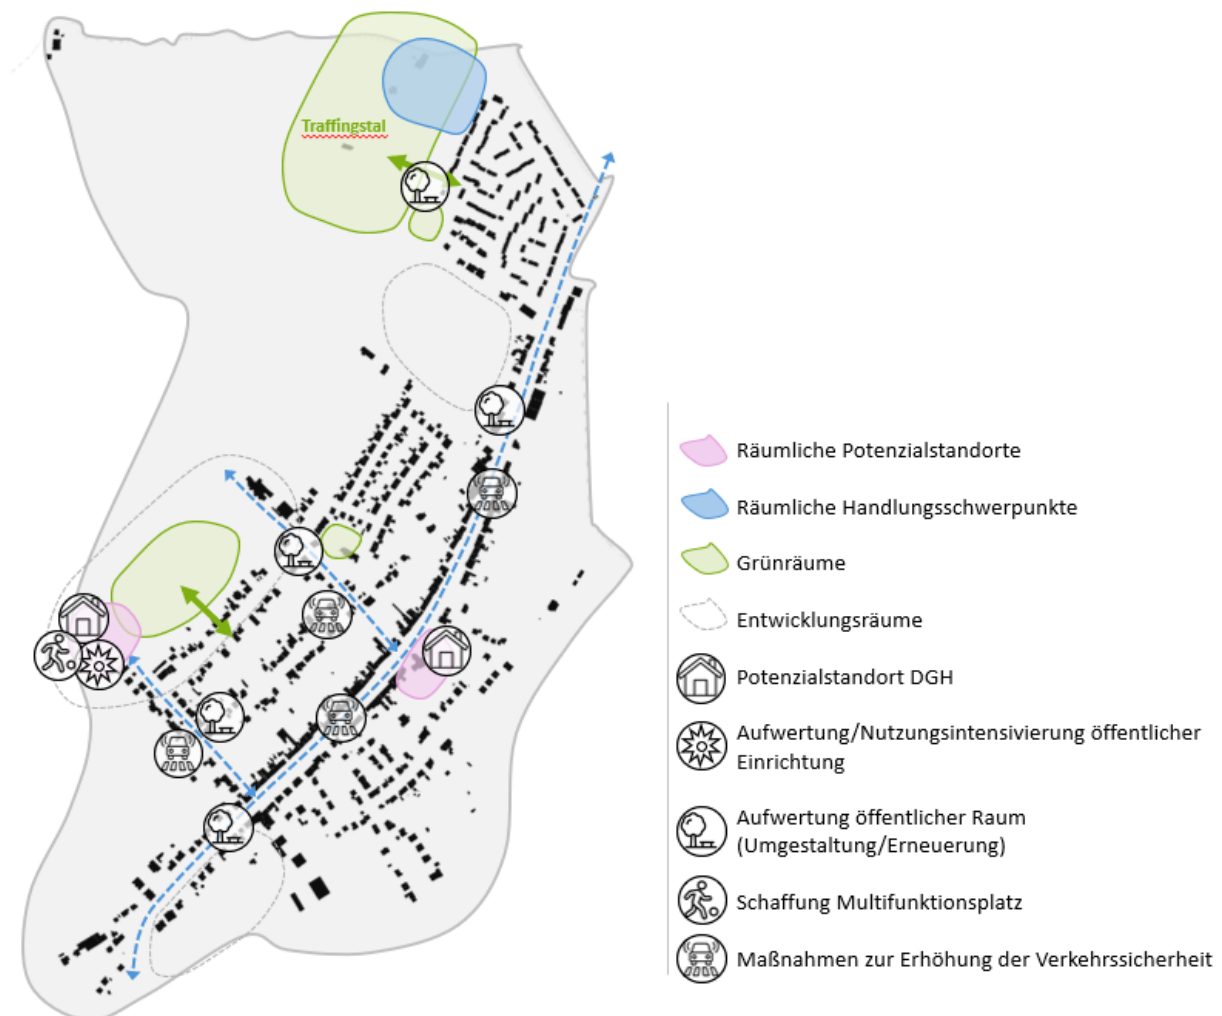 Traffingstal
Räumliche Potenzialstandorte
Räumliche Handlungsschwerpunkte
Grünräume
Entwicklungsräume
Potenzialstandort DGH
Aufwertung/Nutzungsintensivierung öffentlicher
Einrichtung
Aufwertung öffentlicher Raum
(Umgestaltung/Erneuerung)
Schaffung Multifunktionsplatz
Maßnahmen zur Erhöhung der Verkehrssicherheit